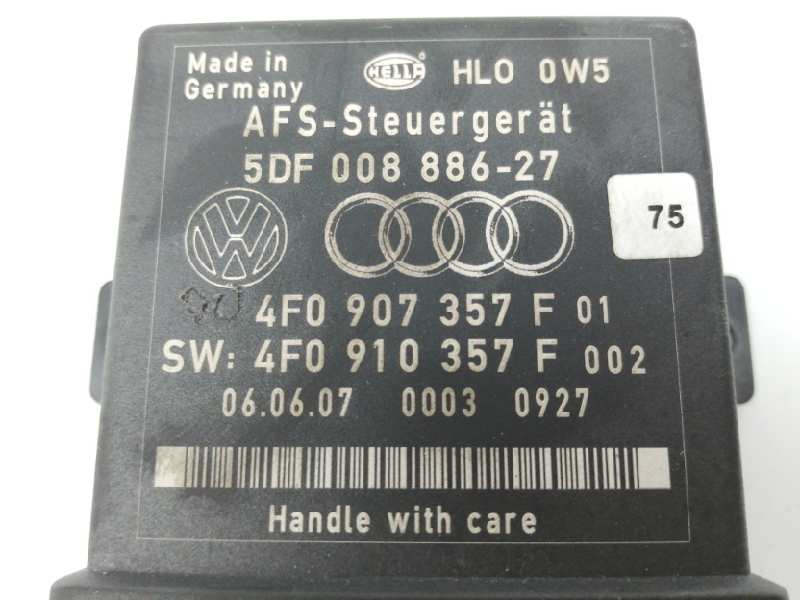 Made in
Germany
HELLA
HLO 0W5
AFS-Steuergerät
5DF 008 886-27
75
4F0 907 357 F 01
SW: 4F0 910 357 F 002
06.06.07 0003 0927
Handle with care